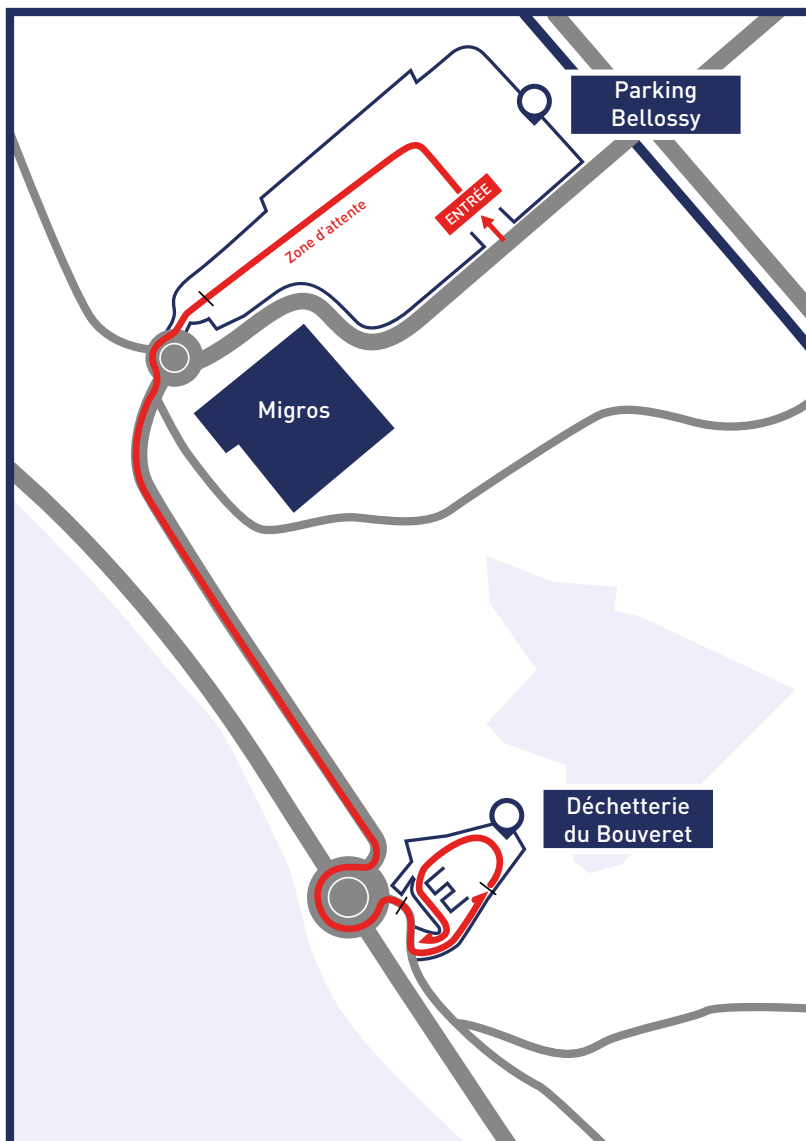 Parking
Bellossy
ENTRÉE
Zone d'attente
Migros
Déchetterie
du Bouveret